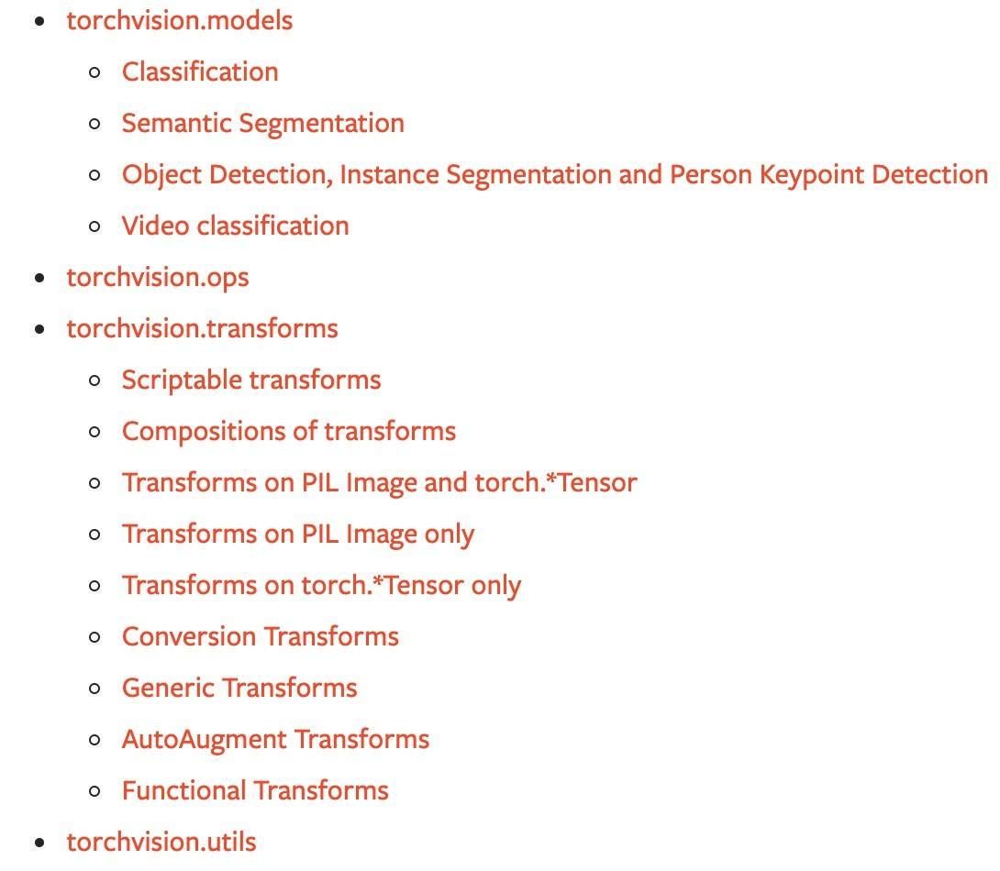 torchvision.models
Classification
Semantic Segmentation
Object Detection, Instance Segmentation and Person Keypoint Detection
Video classification
torchvision.ops
torchvision.transforms
Scriptable transforms
Compositions of transforms
Transforms on PIL Image and torch.*Tensor
Transforms on PIL Image only
Transforms on torch.*Tensor only
Conversion Transforms
Generic Transforms
AutoAugment Transforms
Functional Transforms
torchvision.utils